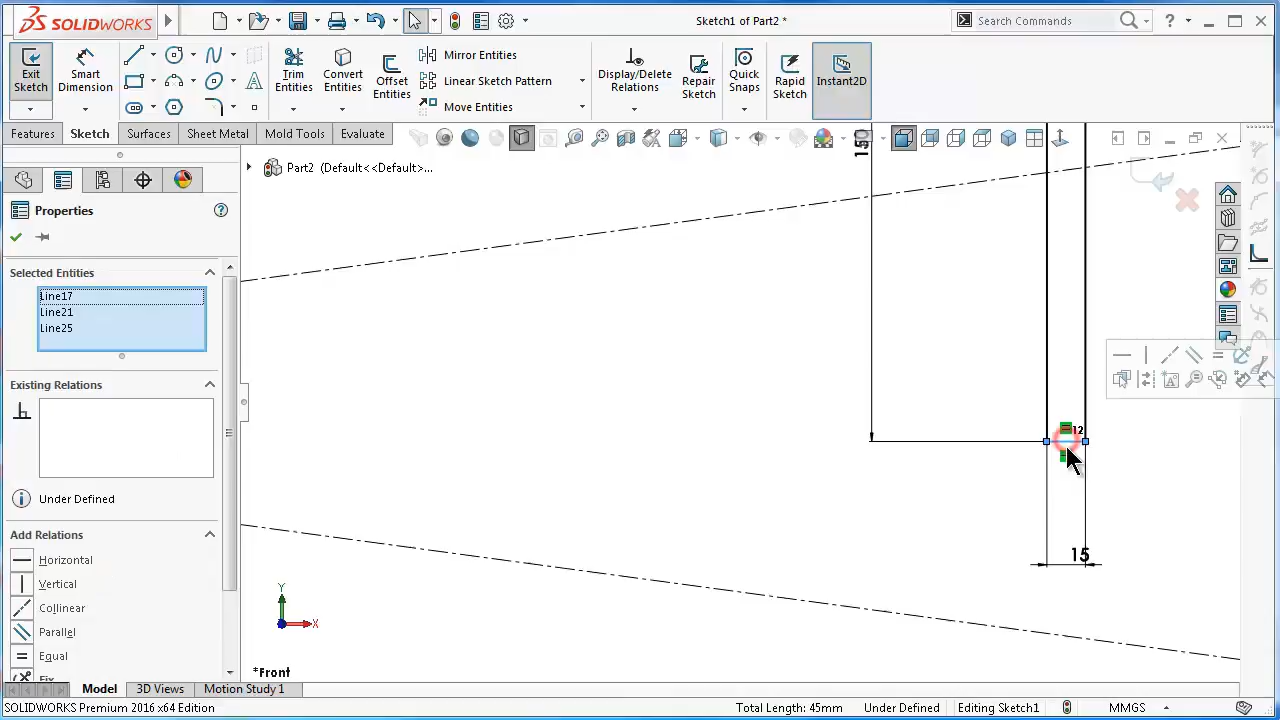 SOLIDWORKS
Sketch1 of Part2 *
Search Commands
Exit Sketch
Smart Dimension
Trim Entities
Convert Entities
Offset Entities
Mirror Entities
Linear Sketch Pattern
Move Entities
Display/Delete Relations
Repair Sketch
Quick Snaps
Rapid Sketch
Instant2D
Features
Sketch
Surfaces
Sheet Metal
Mold Tools
Evaluate
Part2 (Default<<Default>...
Properties
Selected Entities
Line17
Line21
Line25
Existing Relations
Under Defined
Add Relations
Horizontal
Vertical
Collinear
Parallel
Equal
Fix
12
15
Y
X
*Front
Model
3D Views
Motion Study 1
SOLIDWORKS Premium 2016 x64 Edition
Total Length: 45mm
Under Defined
Editing Sketch1
MMGS